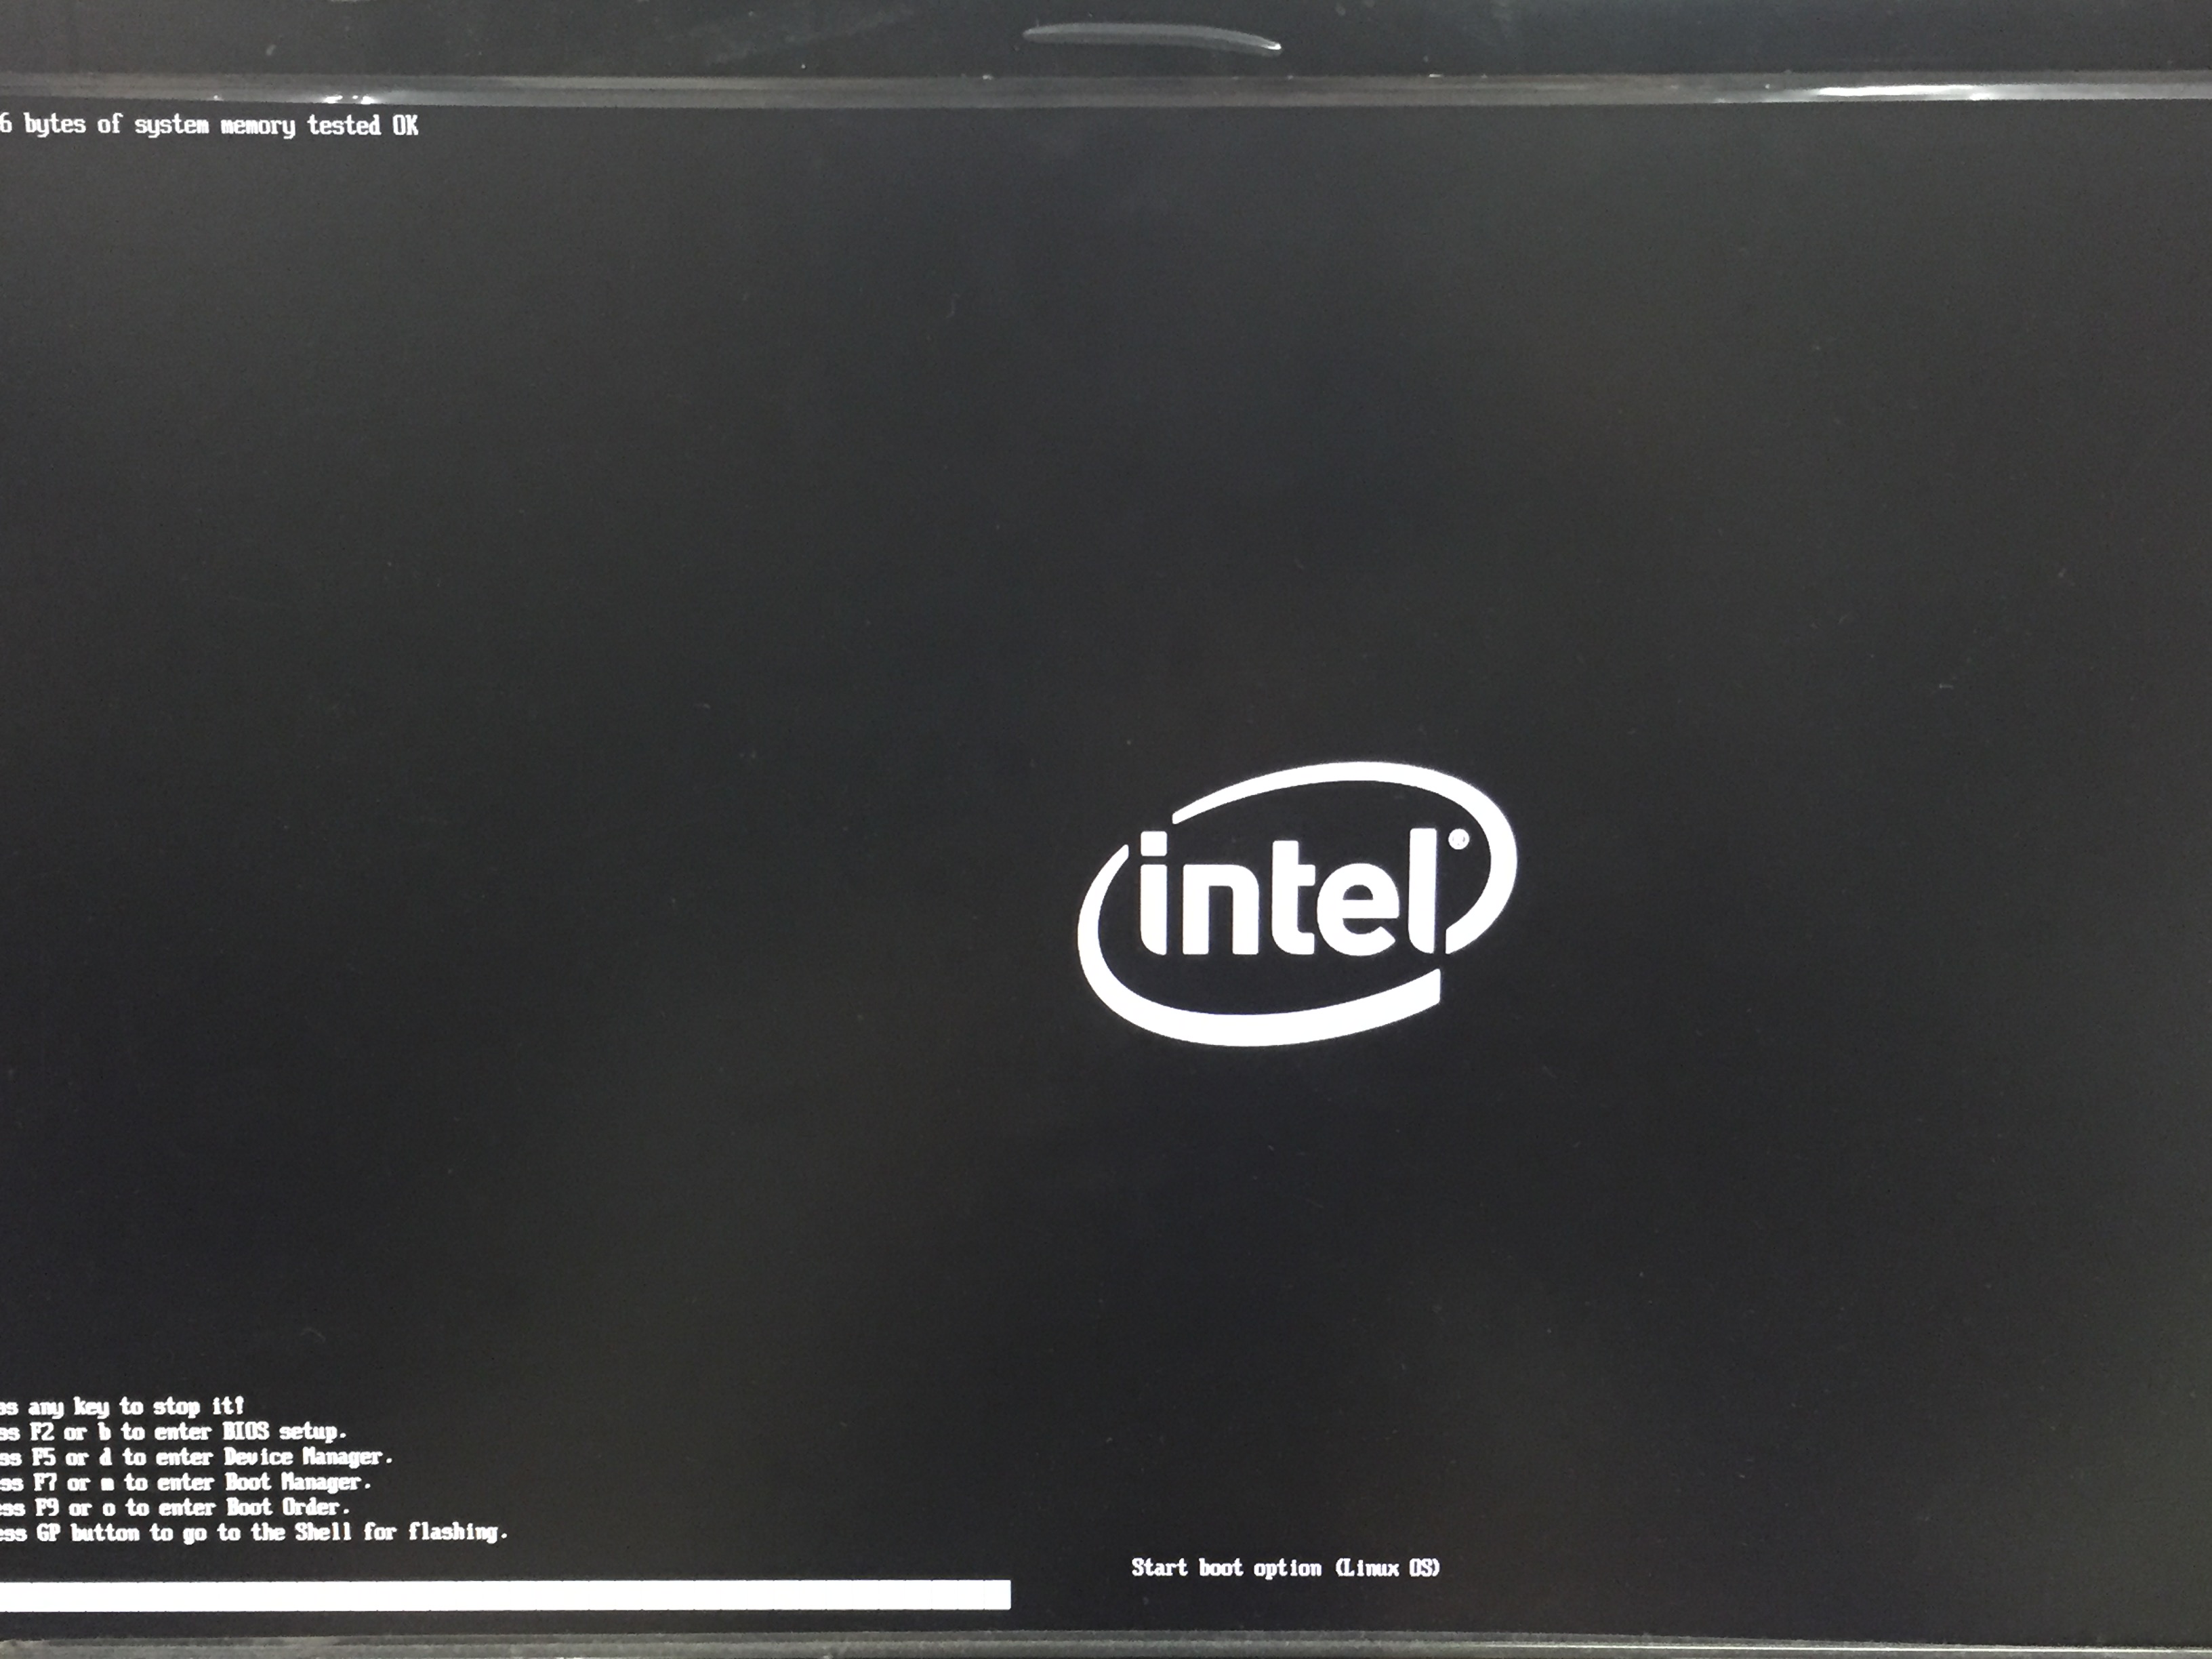 6 bytes of system memory tested OK
intel®
ss any key to stop it!
ss F2 or b to enter BIOS setup.
ss F5 or d to enter Device Manager.
ss F7 or m to enter Boot Manager.
ess F9 or o to enter Boot Order.
ess GP button to go to the Shell for flashing.
Start boot option (Linux OS)